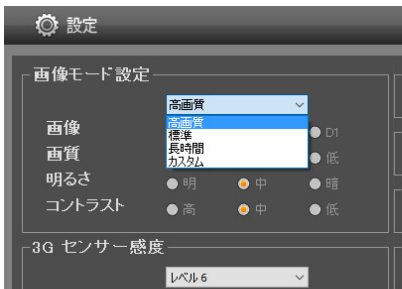 設定
画像モード設定
高画質
高画質
標準
長時間
カスタム
画像 D1
画質 低
明るさ 明 中 暗
コントラスト 高 中 低
3G センサー感度
レベル 6